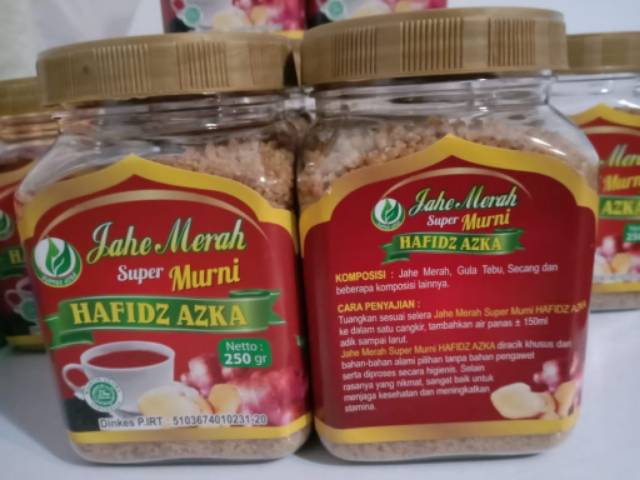 Jahe Merah
Super Murni
HAFIDZ AZKA
Netto :
250 gr
Dinkes P.IRT : 5103674010231-20
Jahe Merah
Super Murni
HAFIDZ AZKA
KOMPOSISI : Jahe Merah, Gula Tebu, Secang dan
beberapa komposisi lainnya.
CARA PENYAJIAN :
Tuangkan sesuai selera Jahe Merah Super Murni HAFIDZ AZKA
ke dalam satu cangkir, tambahkan air panas ± 150ml
adik sampai larut.
Jahe Merah Super Murni HAFIDZ AZKA diracik khusus dari
bahan-bahan alami pilihan tanpa bahan pengawet
serta diproses secara higienis. Selain
rasanya yang nikmat, sangat baik untuk
menjaga kesehatan dan meningkatkan
stamina.
Merah
Murni
AZKA